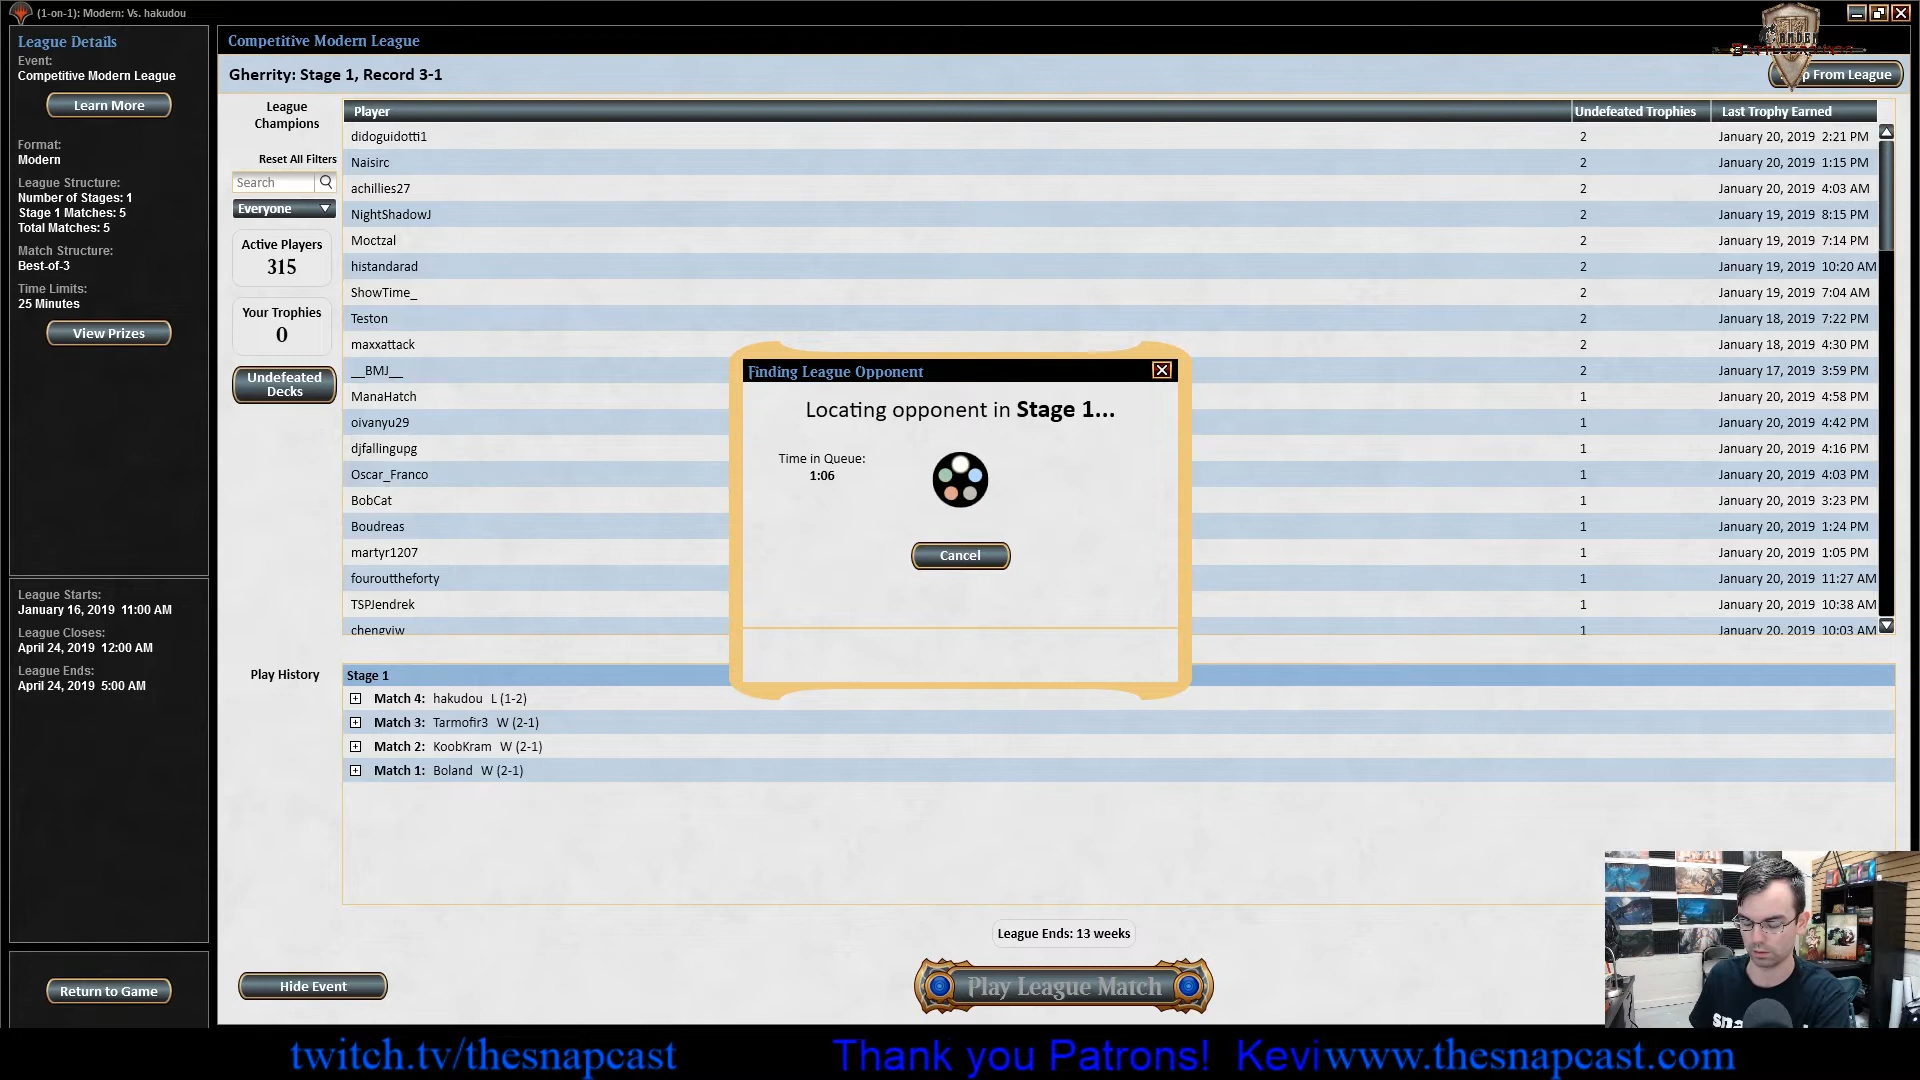 (1-on-1): Modern: Vs. hakudou
League Details
Event:
Competitive Modern League
Learn More
Format:
Modern
League Structure:
Number of Stages: 1
Stage 1 Matches: 5
Total Matches: 5
Match Structure:
Best-of-3
Time Limits:
25 Minutes
View Prizes
League Starts:
January 16, 2019 11:00 AM
League Closes:
April 24, 2019 12:00 AM
League Ends:
April 24, 2019 5:00 AM
Return to Game
Competitive Modern League
Gherrity: Stage 1, Record 3-1
From League
League
Champions
Reset All Filters
Search
Everyone
Active Players
315
Your Trophies
0
Undefeated
Decks
Player Undefeated Trophies Last Trophy Earned
didoguidotti1 2 January 20, 2019 2:21 PM
Naisirc 2 January 20, 2019 1:15 PM
achillies27 2 January 20, 2019 4:03 AM
NightShadowJ 2 January 19, 2019 8:15 PM
Moctzal 2 January 19, 2019 7:14 PM
histandarad 2 January 19, 2019 10:20 AM
ShowTime_ 2 January 19, 2019 7:04 AM
Teston 2 January 18, 2019 7:22 PM
maxxattack 2 January 18, 2019 4:30 PM
__BMJ__ 2 January 17, 2019 3:59 PM
ManaHatch 1 January 20, 2019 4:58 PM
oivanyu29 1 January 20, 2019 4:42 PM
djfallingupg 1 January 20, 2019 4:16 PM
Oscar_Franco 1 January 20, 2019 4:03 PM
BobCat 1 January 20, 2019 3:23 PM
Boudreas 1 January 20, 2019 1:24 PM
martyr1207 1 January 20, 2019 1:05 PM
fourouttheforty 1 January 20, 2019 11:27 AM
TSPJendrek 1 January 20, 2019 10:38 AM
chengyiw 1 January 20, 2019 10:03 AM
Finding League Opponent
Locating opponent in Stage 1...
Time in Queue:
1:06
Cancel
Play History
Stage 1
Match 4: hakudou L (1-2)
Match 3: Tarmofir3 W (2-1)
Match 2: KoobKram W (2-1)
Match 1: Boland W (2-1)
League Ends: 13 weeks
Hide Event
Play League Match
twitch.tv/thesnapcast
Thank you Patrons! Kevi
www.thesnapcast.com